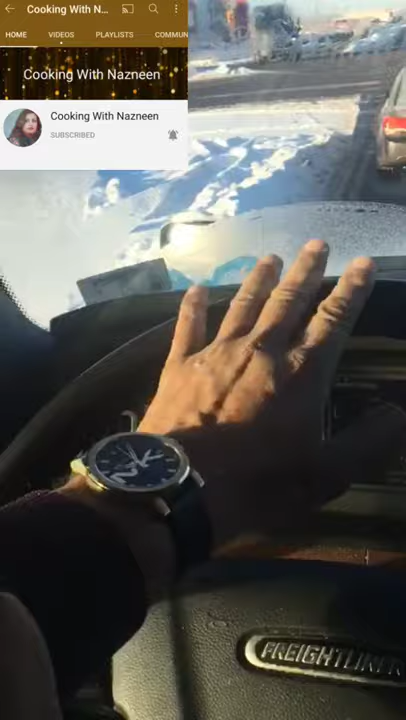 Cooking With N...
HOME VIDEOS PLAYLISTS COMMUN
Cooking With Nazneen
Cooking With Nazneen
SUBSCRIBED
FREIGHTLINER